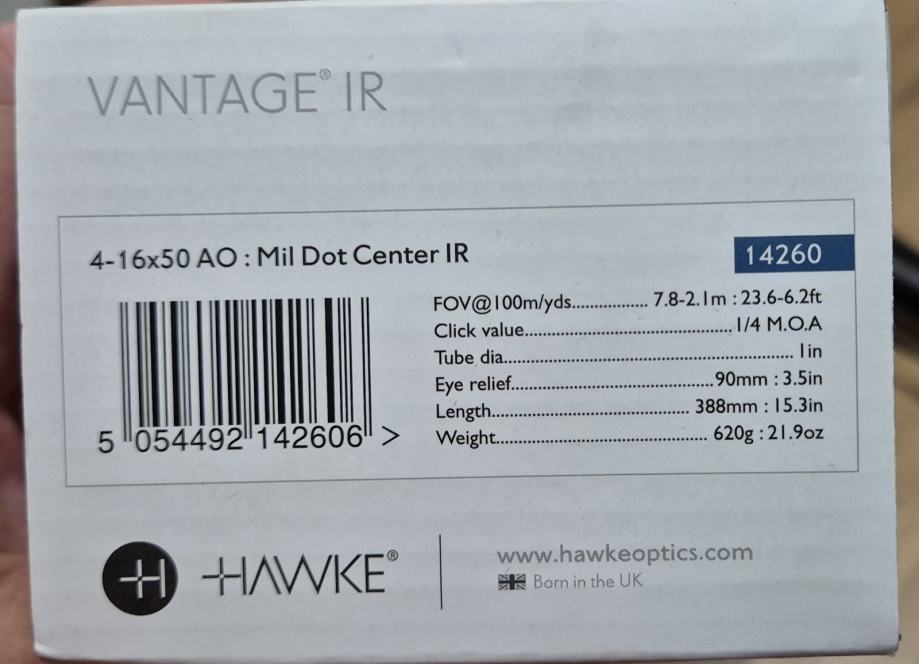 VANTAGE® IR
4-16x50 AO : Mil Dot Center IR
14260
FOV@100m/yds.............. 7.8-2.1m : 23.6-6.2ft
Click value...................................... 1/4 M.O.A
Tube dia..................................................... 1in
Eye relief.....................................90mm : 3.5in
Length.................................... 388mm : 15.3in
Weight...................................... 620g : 21.9oz
5 054492 142606 >
HAWKE®
www.hawkeoptics.com
Born in the UK